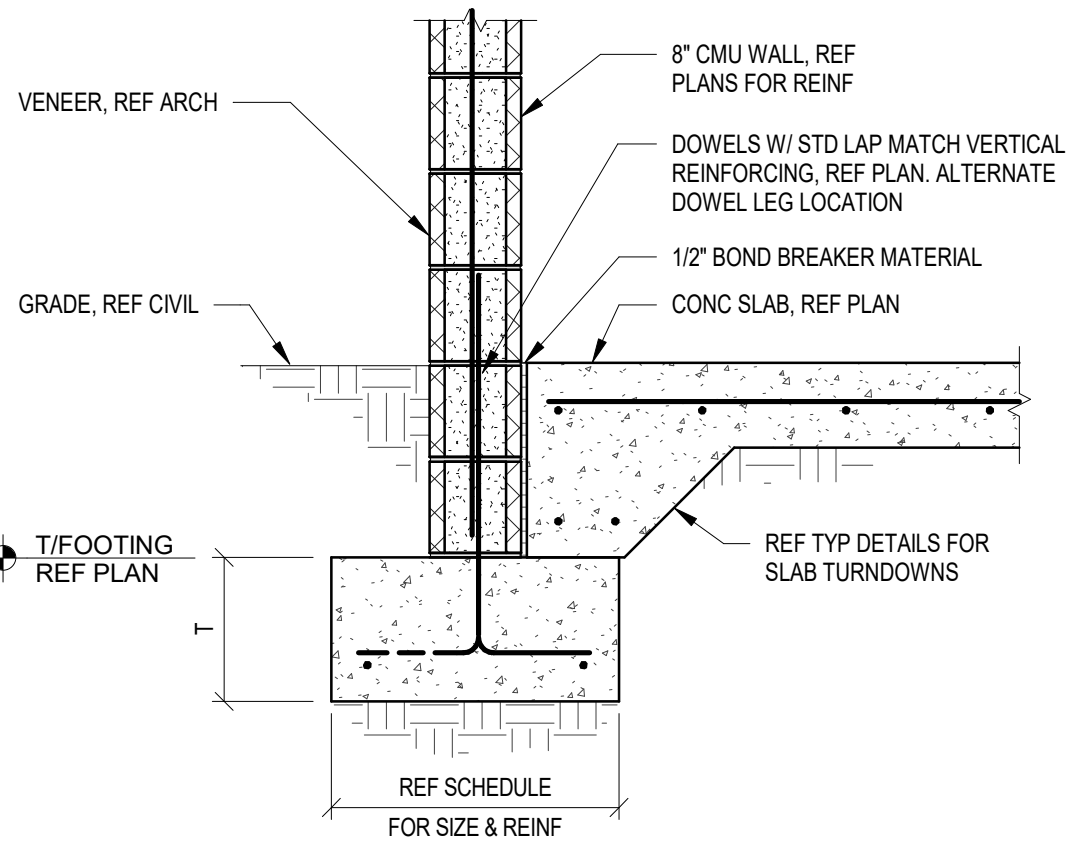 VENEER, REF ARCH
GRADE, REF CIVIL
8" CMU WALL, REF
PLANS FOR REINF
DOWELS W/ STD LAP MATCH VERTICAL
REINFORCING, REF PLAN. ALTERNATE
DOWEL LEG LOCATION
1/2" BOND BREAKER MATERIAL
CONC SLAB, REF PLAN
T/FOOTING
REF PLAN
T
REF TYP DETAILS FOR
SLAB TURNDOWNS
REF SCHEDULE
FOR SIZE & REINF